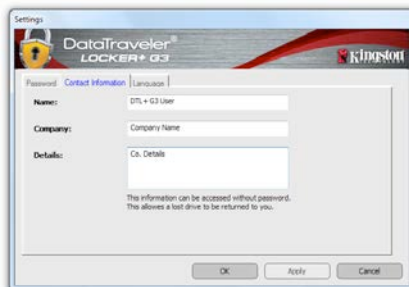 Settings
DataTraveler®
LOCKER+ G3
Kingston
Password Contact Information Language
Name: DTL+ G3 User
Company: Company Name
Details: Co. Details
This information can be accessed without password.
This allowes a lost drive to be returned to you.
OK Apply Cancel